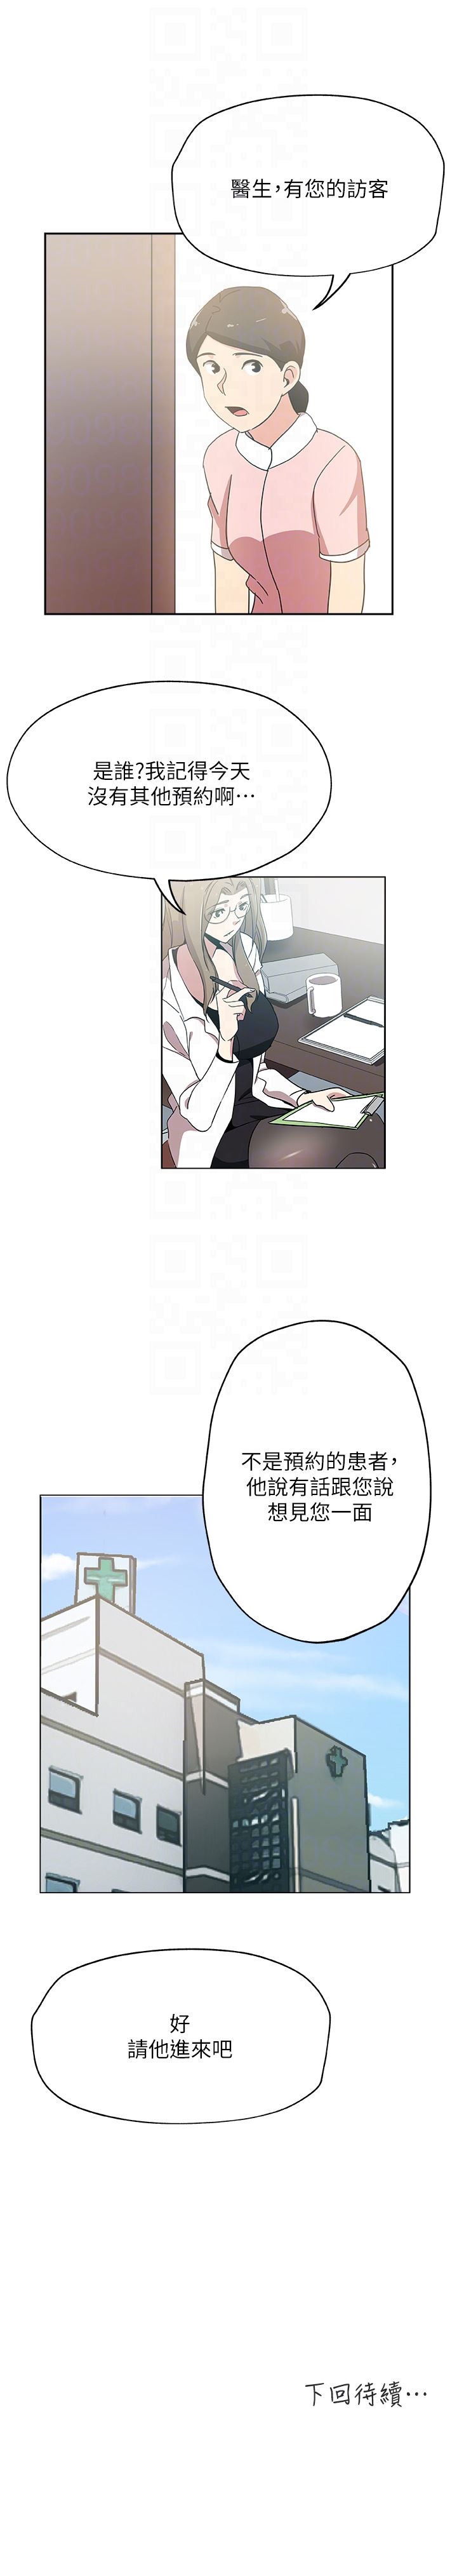 醫生，有您的訪客
是誰？我記得今天
沒有其他預約啊⋯
不是預約的患者，
他說有話跟您說
想見您一面
好
請他進來吧
下回待續⋯